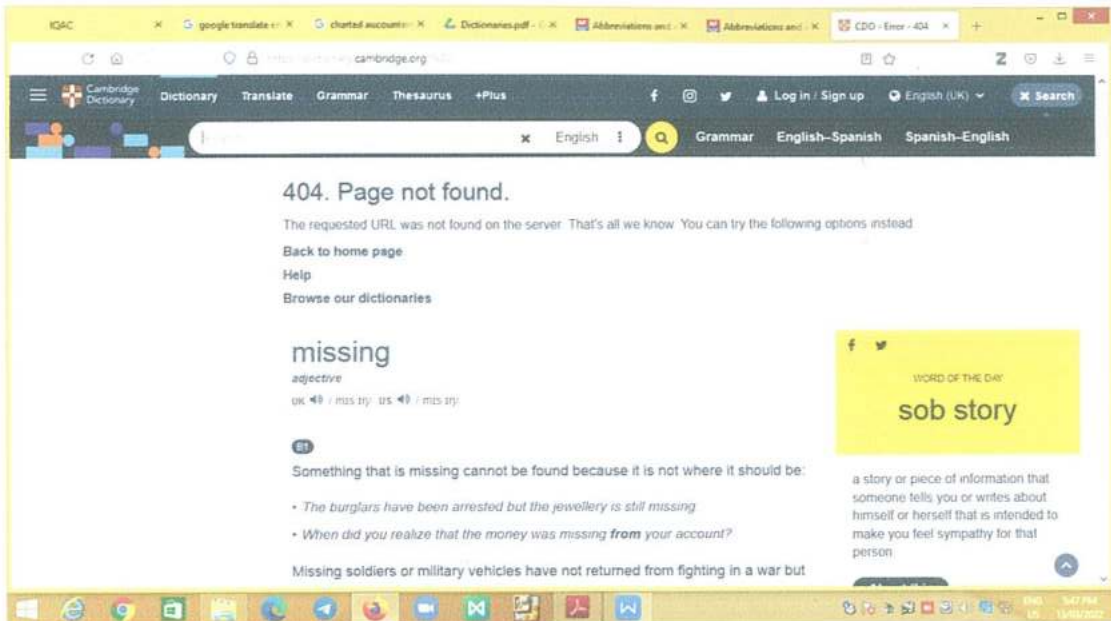 IQAC
google translate
charted accountan
Dictionaries.pdf
Abbreviations and
Abbreviations and
CDO - Error - 404
cambridge.org
Cambridge
Dictionary
Dictionary Translate Grammar Thesaurus +Plus Log in / Sign up English (UK) Search
English Grammar English–Spanish Spanish–English
404. Page not found.
The requested URL was not found on the server. That's all we know. You can try the following options instead
Back to home page
Help
Browse our dictionaries
missing
adjective
UK US
B1
Something that is missing cannot be found because it is not where it should be:
• The burglars have been arrested but the jewellery is still missing
• When did you realize that the money was missing from your account?
Missing soldiers or military vehicles have not returned from fighting in a war but
WORD OF THE DAY
sob story
a story or piece of information that
someone tells you or writes about
himself or herself that is intended to
make you feel sympathy for that
person
ENG 5:47 PM
US